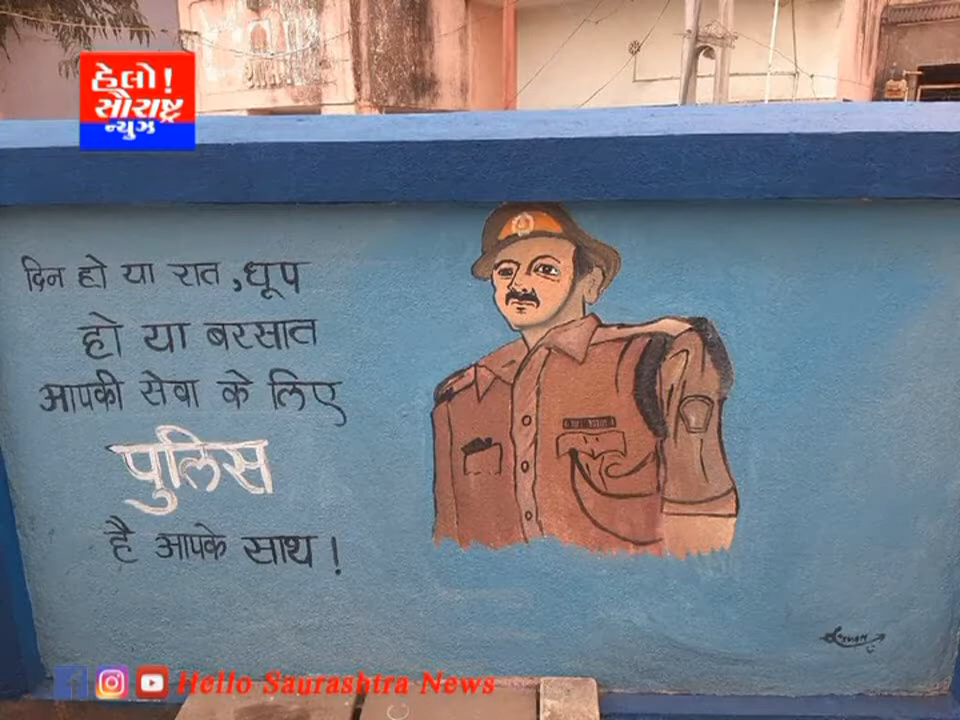 હેલો!
સૌરાષ્ટ્ર
ન્યુઝ
दिन हो या रात, धूप
हो या बरसात
आपकी सेवा के लिए
पुलिस
है आपके साथ !
Hello Saurashtra News